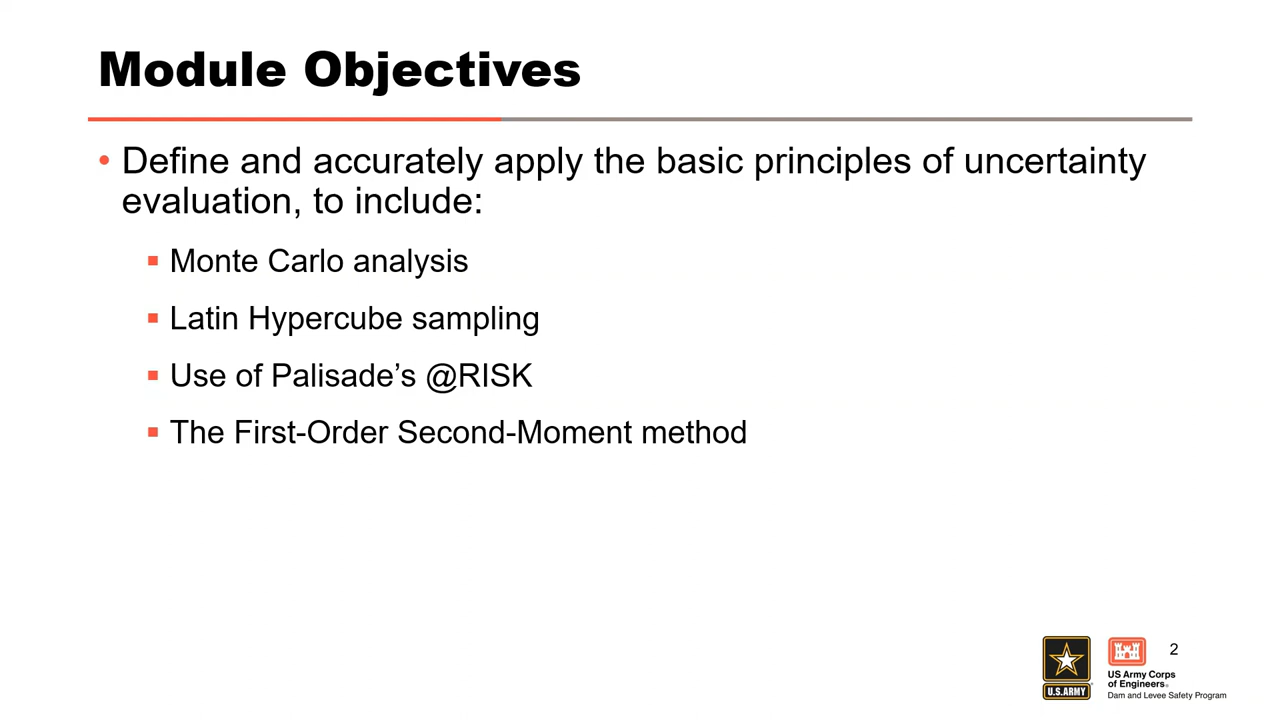 Module Objectives
• Define and accurately apply the basic principles of uncertainty
evaluation, to include:
▪ Monte Carlo analysis
▪ Latin Hypercube sampling
▪ Use of Palisade’s @RISK
▪ The First-Order Second-Moment method
2
U.S. ARMY
US Army Corps
of Engineers®
Dam and Levee Safety Program